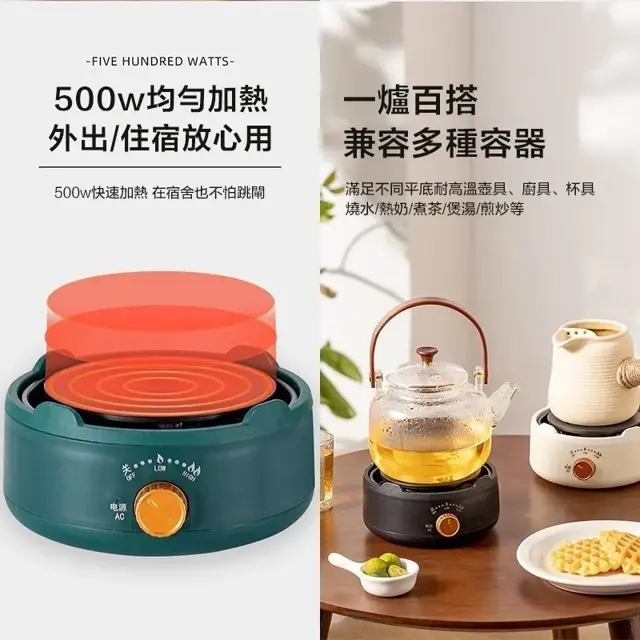 -FIVE HUNDRED WATTS-
500w均勻加熱
外出/住宿放心用
500w快速加熱 在宿舍也不怕跳閘
关
OFF
LOW
HIGH
电源
AC
一爐百搭
兼容多種容器
滿足不同平底耐高溫壺具、廚具、杯具
燒水/熱奶/煮茶/煲湯/煎炒等